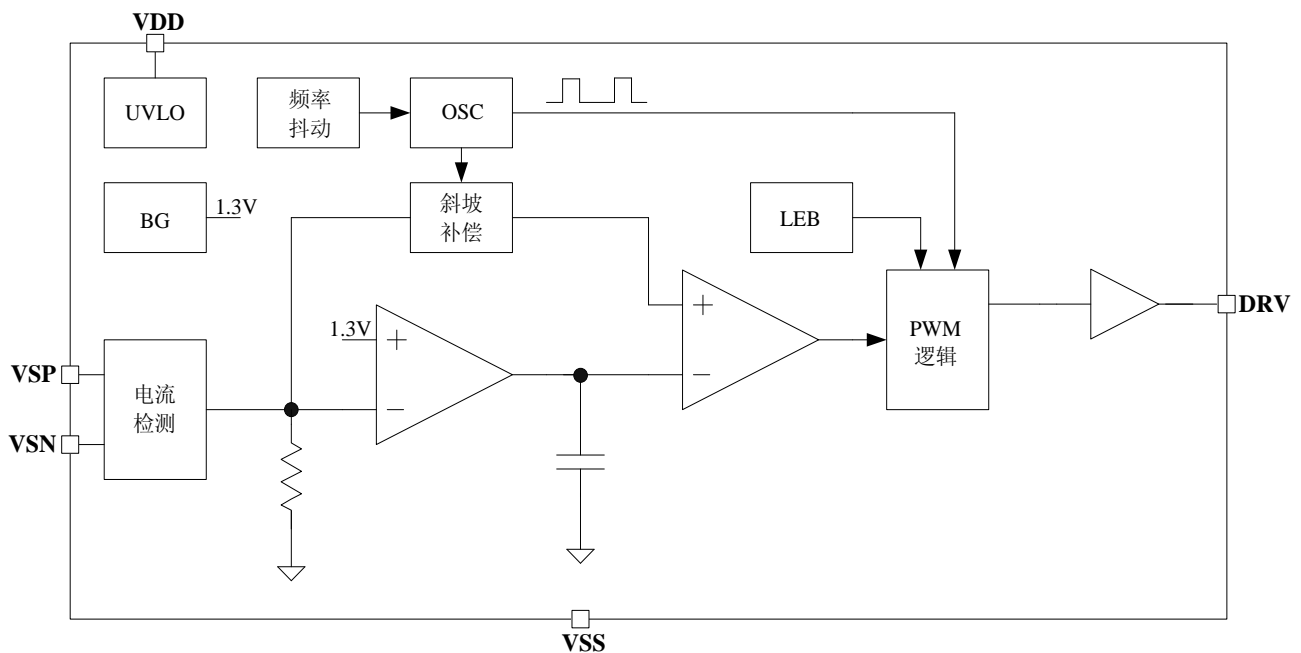 VDD
UVLO
频率
抖动
OSC
BG
1.3V
斜坡
补偿
LEB
1.3V
+
−
+
−
PWM
逻辑
DRV
VSP
VSN
电流
检测
VSS